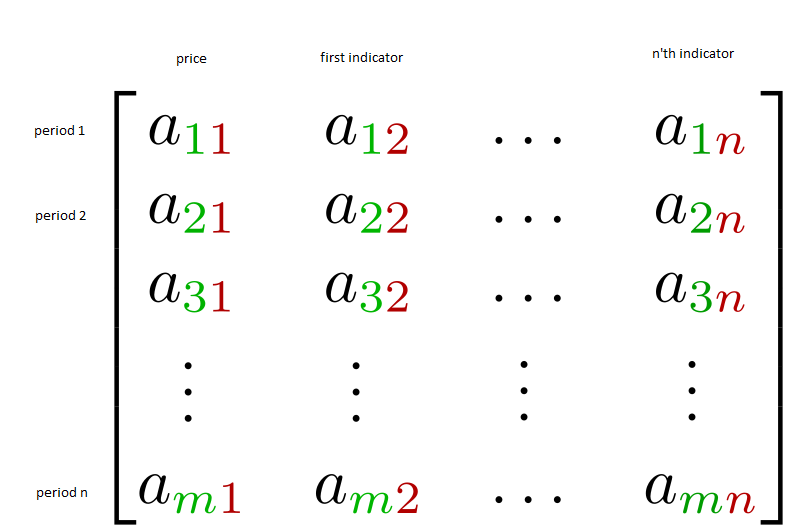 price first indicator n'th indicator
period 1 a11 a12 ... a1n
period 2 a21 a22 ... a2n
a31 a32 ... a3n
⋮ ⋮ ⋮ ⋮
period n am1 am2 ... amn